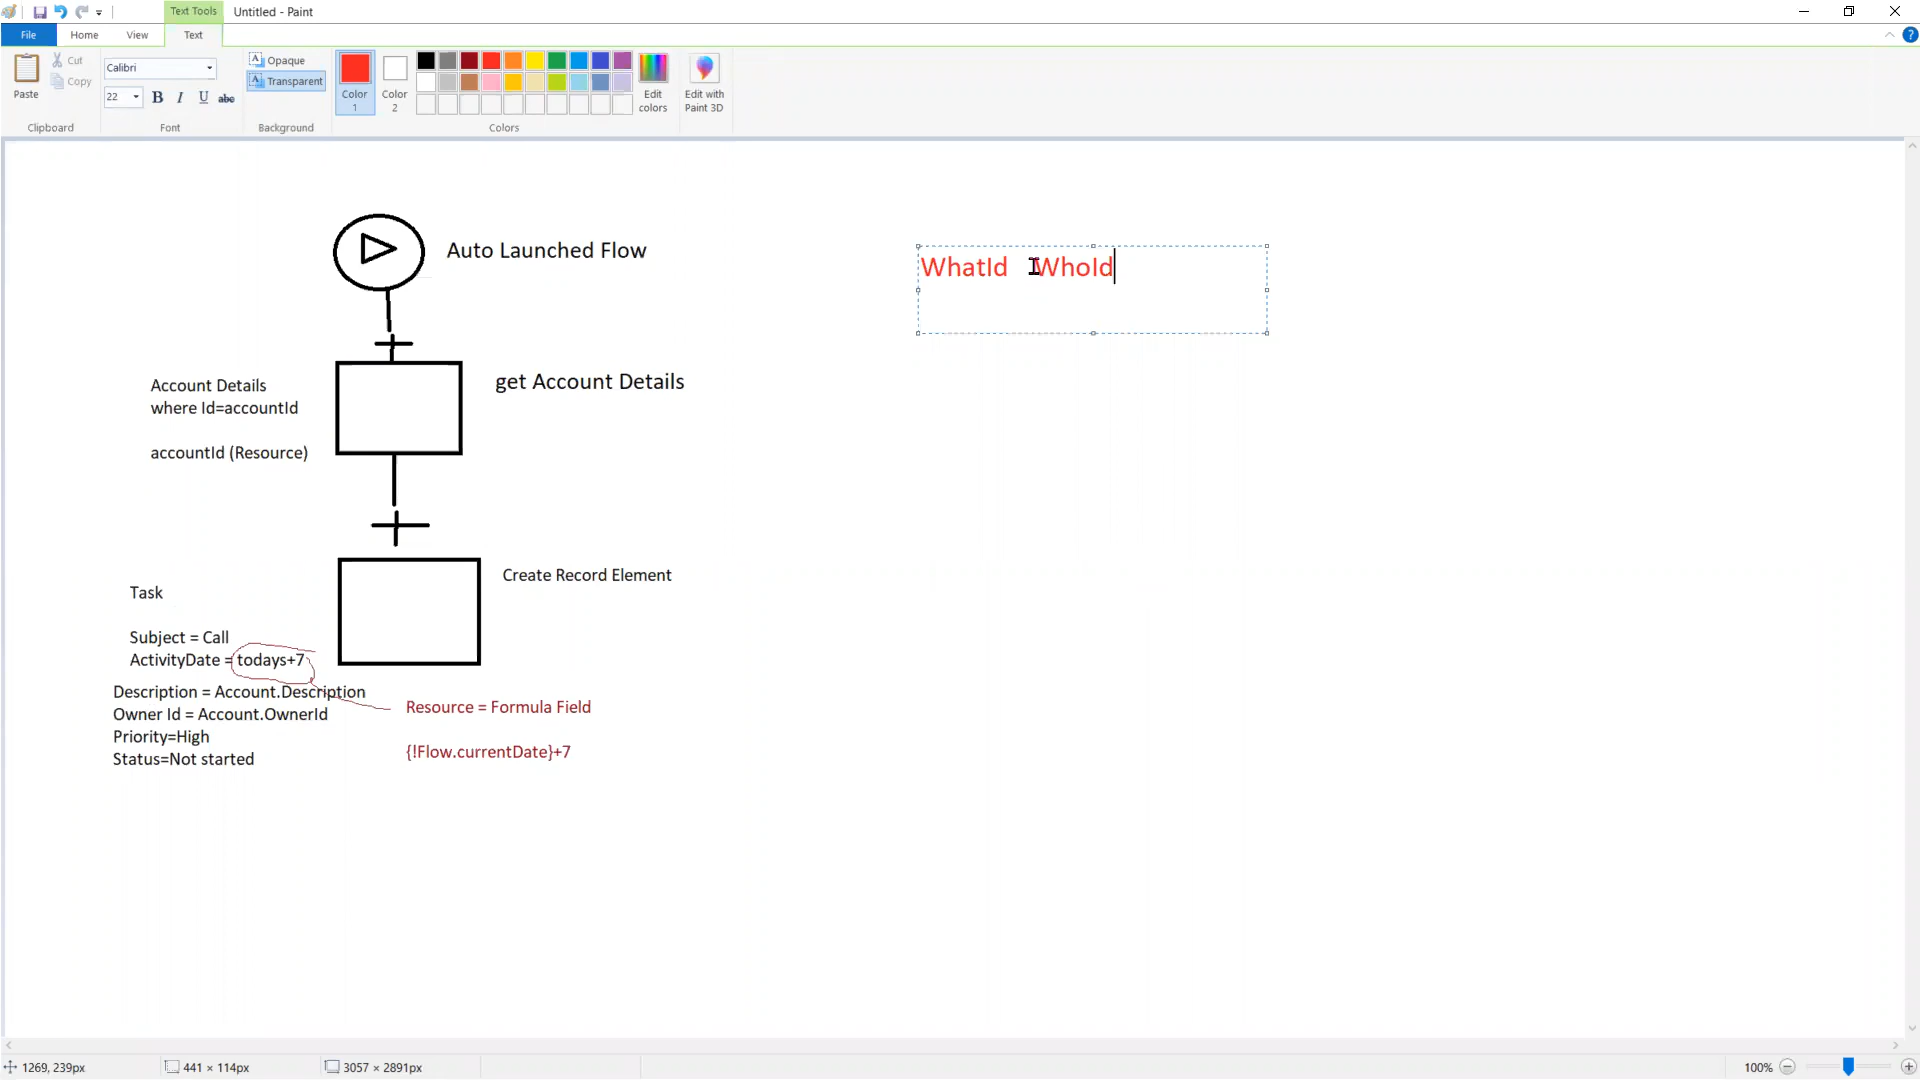 Text Tools
Untitled - Paint
File
Home
View
Text
Paste
Cut
Copy
Clipboard
Calibri
22
B I U abc
Font
A Opaque
A Transparent
Background
Color 1
Color 2
Edit colors
Colors
Edit with Paint 3D
Auto Launched Flow
WhatId WhoId
Account Details
where Id=accountId
accountId (Resource)
get Account Details
Create Record Element
Task
Subject = Call
ActivityDate = todays+7
Description = Account.Description
Owner Id = Account.OwnerId
Priority=High
Status=Not started
Resource = Formula Field
{!Flow.currentDate}+7
1269, 239px
441 × 114px
3057 × 2891px
100%